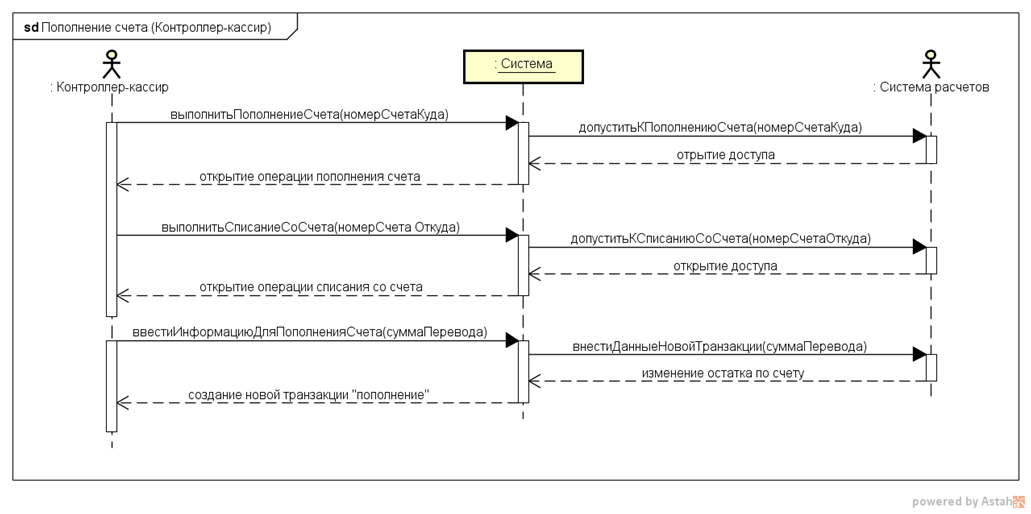 sd Пополнение счета (Контроллер-кассир)
: Контроллер-кассир
: Система
: Система расчетов
выполнитьПополнениеСчета(номерСчетаКуда)
допуститьКПополнениюСчета(номерСчетаКуда)
отрытие доступа
открытие операции пополнения счета
выполнитьСписаниеСоСчета(номерСчета Откуда)
допуститьКСписаниюСоСчета(номерСчетаОткуда)
открытие доступа
открытие операции списания со счета
ввестиИнформациюДляПополненияСчета(суммаПеревода)
внестиДанныеНовойТранзакции(суммаПеревода)
изменение остатка по счету
создание новой транзакции "пополнение"
powered by Astah